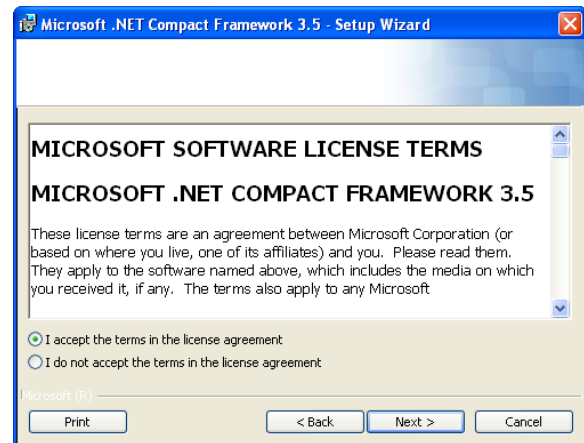 Microsoft .NET Compact Framework 3.5 - Setup Wizard
MICROSOFT SOFTWARE LICENSE TERMS
MICROSOFT .NET COMPACT FRAMEWORK 3.5
These license terms are an agreement between Microsoft Corporation (or
based on where you live, one of its affiliates) and you. Please read them.
They apply to the software named above, which includes the media on which
you received it, if any. The terms also apply to any Microsoft
I accept the terms in the license agreement
I do not accept the terms in the license agreement
Microsoft (R)
Print
< Back
Next >
Cancel